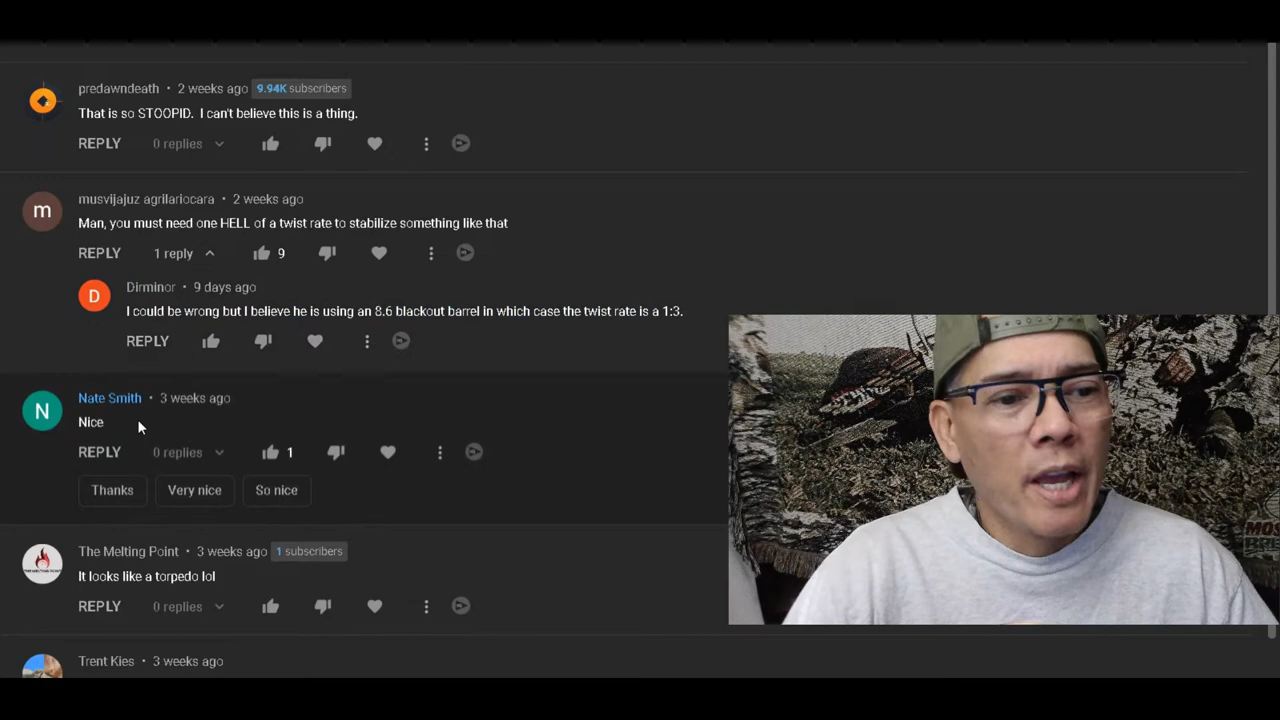 predawndeath • 2 weeks ago 9.94K subscribers
That is so STOOPID. I can't believe this is a thing.
REPLY 0 replies
musvijajuz agrilariocara • 2 weeks ago
m
Man, you must need one HELL of a twist rate to stabilize something like that
REPLY 1 reply 9
Dirminor • 9 days ago
D
I could be wrong but I believe he is using an 8.6 blackout barrel in which case the twist rate is a 1:3.
REPLY
Nate Smith • 3 weeks ago
N
Nice
REPLY 0 replies 1
Thanks Very nice So nice
The Melting Point • 3 weeks ago 1 subscribers
It looks like a torpedo lol
REPLY 0 replies
Trent Kies • 3 weeks ago